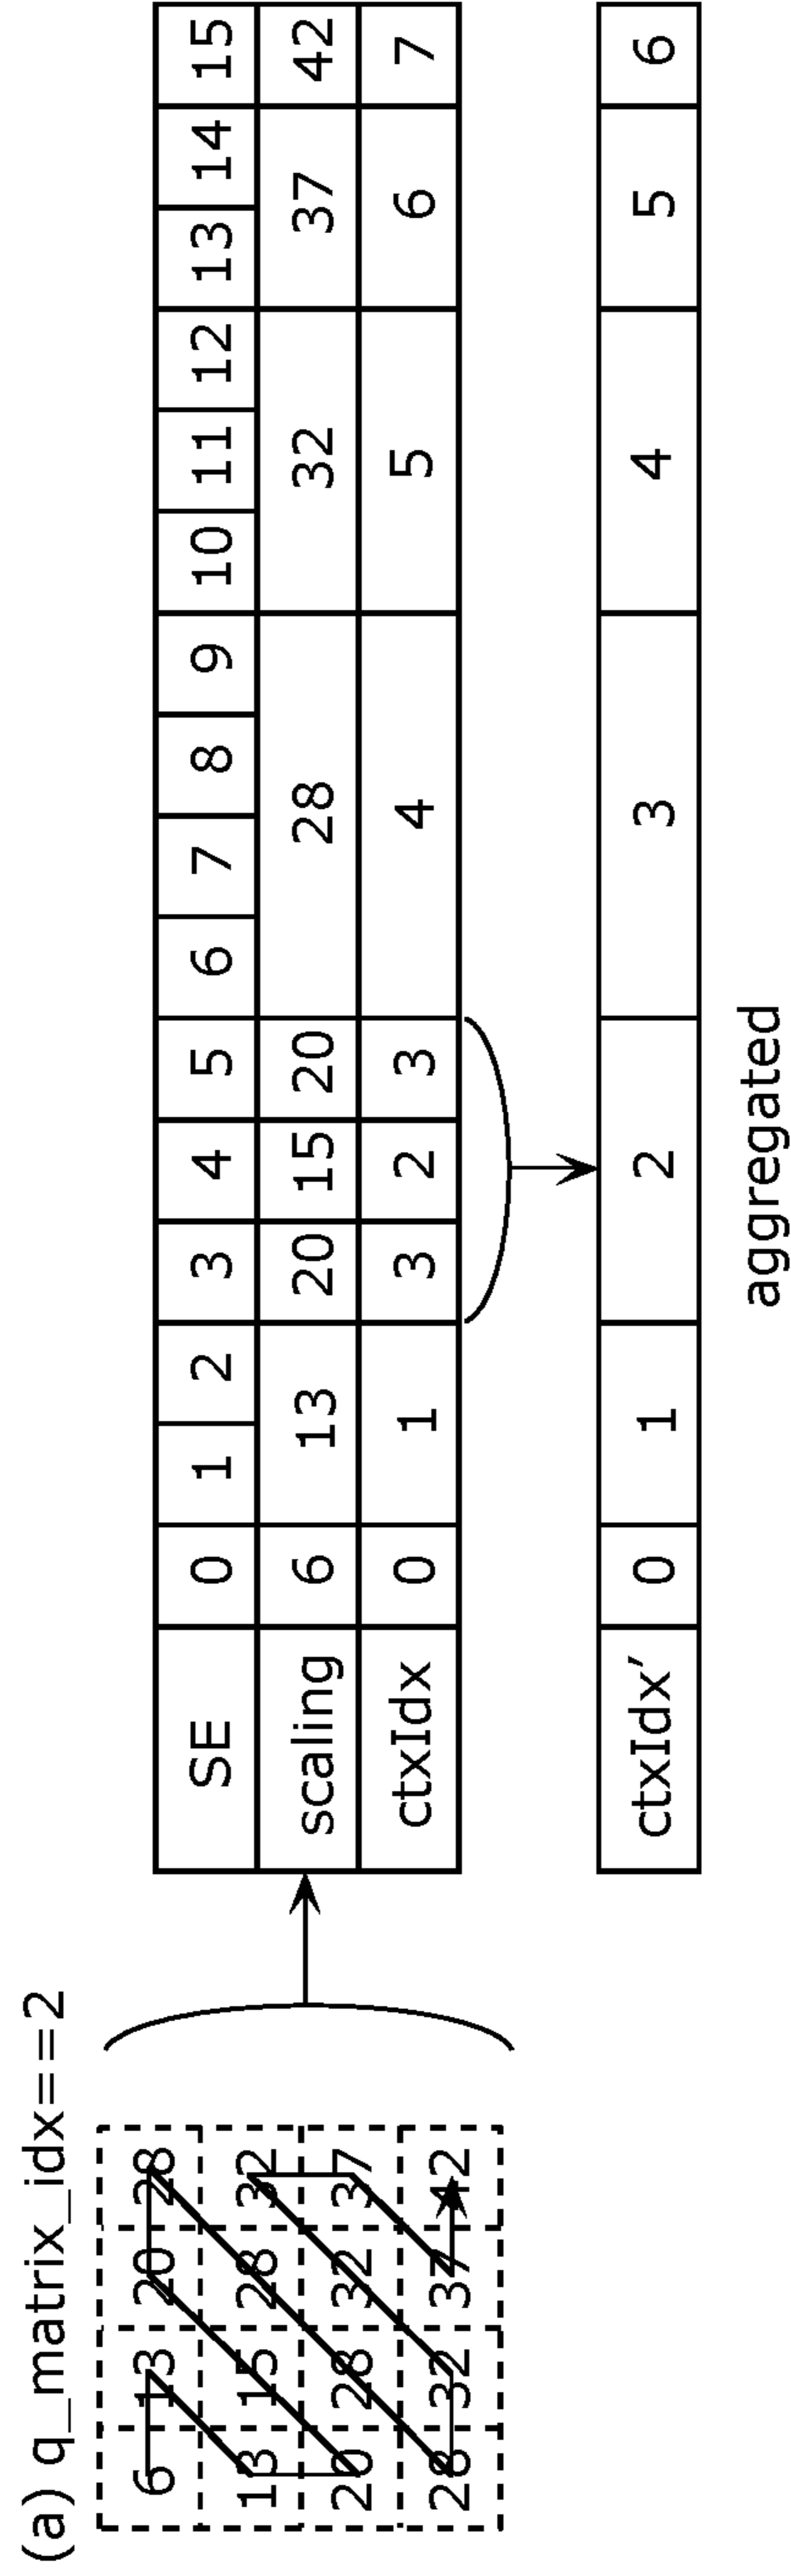 (a) q_matrix_idx==2
6 13 20 28
13 15 28 32
20 28 32 37
28 32 37 42
SE 0 1 2 3 4 5 6 7 8 9 10 11 12 13 14 15
scaling 6 13 20 15 20 28 32 37 42
ctxIdx 0 1 3 2 3 4 5 6 7
ctxIdx’ 0 1 2 3 4 5 6
aggregated